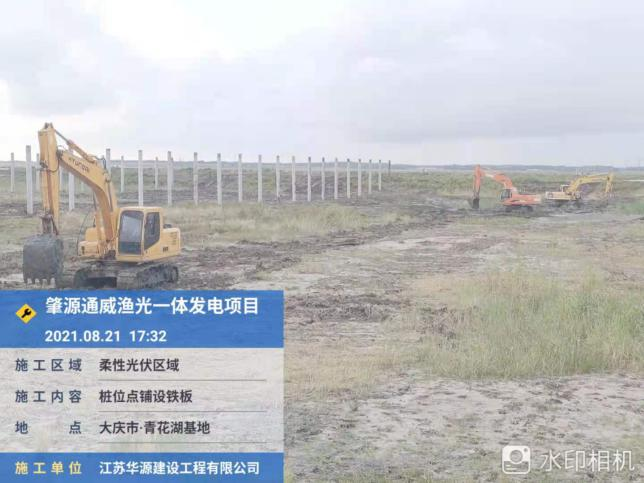 HYUNDAI
肇源通威渔光一体发电项目
2021.08.21 17:32
施工区域 柔性光伏区域
施工内容 桩位点铺设铁板
地点 大庆市·青花湖基地
施工单位 江苏华源建设工程有限公司
水印相机